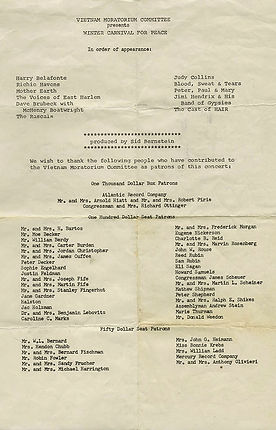 VIETNAM MORATORIUM COMMITTEE
presents
WINTER CARNIVAL FOR PEACE
In order of appearance:
Harry Belafonte
Richie Havens
Mother Earth
The Voices of East Harlem
Dave Brubeck with
McHenry Boatwright
The Rascals
Judy Collins
Blood, Sweat & Tears
Peter, Paul & Mary
Jimi Hendrix & His
Band of Gypsies
The Cast of HAIR
******************************
produced by Sid Bernstein
******************************
We wish to thank the following people who have contributed to
the Vietnam Moratorium Committee as patrons of this concert:
One Thousand Dollar Box Patrons
Atlantic Record Company
Mr. and Mrs. Arnold Hiatt and Mr. and Mrs. Robert Piris
Congressman and Mrs. Richard Ottinger
One Hundred Dollar Seat Patrons
Mr. and Mrs. H. Bartos
Mr. Moe Becker
Mr. William Berdy
Mr. and Mrs. Carter Burden
Mr. and Mrs. Jordan Christopher
Mr. and Mrs. James Coffee
Peter Decker
Sophie Engelhard
Justin Feldman
Mr. and Mrs. Joseph Fife
Mr. and Mrs. Martin Fife
Mr. and Mrs. Stanley Fingerhut
Jane Gardner
Halston
Jac Holzman
Dr. and Mrs. Benjamin Lebovitz
Caroline C. Marks
Mr. and Mrs. Frederick Morgan
Eugene Nickerson
Charlotte R. Reid
Mr. and Mrs. Marvin Rosenberg
John W. Rouse
Reed Rubin
Sam Rubin
Eli Sagan
Howard Samuels
Congressman James Scheuer
Mr. and Mrs. Martin L. Scheiner
Mathew Shipman
Peter Shepherd
Mr. and Mrs. Ralph E. Shikes
Assemblyman Andrew Stein
Marie Thurman
Mr. Donald Weedon
Fifty Dollar Seat Patrons
Mr. W.L. Bernard
Mrs. Hendon Chubb
Mr. and Mrs. Bernard Fischman
Mr. Robin Fowler
Mr. and Mrs. Sandy Frucher
Mr. and Mrs. Michael Harrington
Mrs. John G. Heimann
Miss Bonnie Krebs
Mr. William Ladd
Mercury Record Company
Mr. and Mrs. Anthony Olivieri